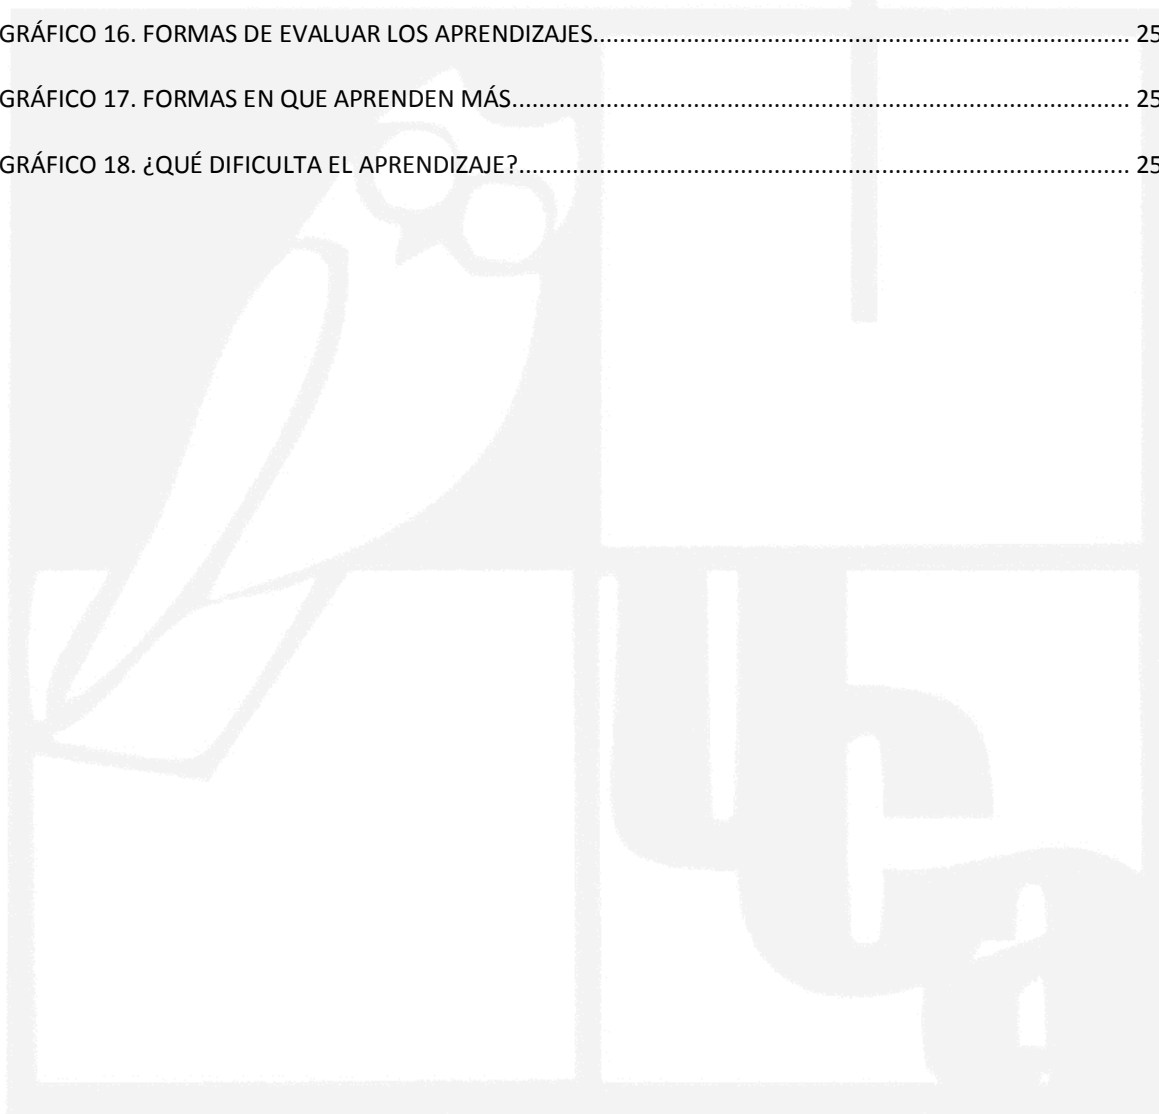 GRÁFICO 16. FORMAS DE EVALUAR LOS APRENDIZAJES................................................................................ 25
GRÁFICO 17. FORMAS EN QUE APRENDEN MÁS............................................................................................ 25
GRÁFICO 18. ¿QUÉ DIFICULTA EL APRENDIZAJE?........................................................................................... 25
uca